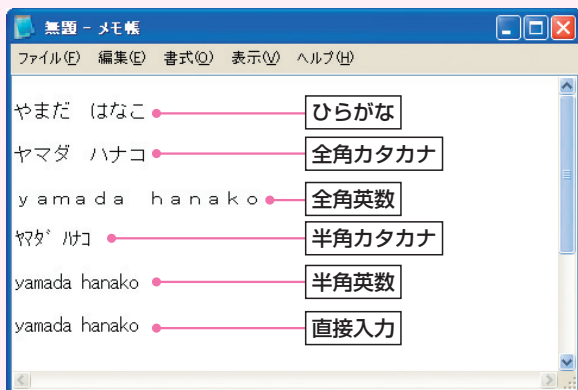 無題 - メモ帳
ファイル(F) 編集(E) 書式(O) 表示(V) ヘルプ(H)
やまだ　はなこ ひらがな
ヤマダ　ハナコ 全角カタカナ
ｙａｍａｄａ　ｈａｎａｋｏ 全角英数
ﾔﾏﾀﾞ ﾊﾅｺ 半角カタカナ
yamada hanako 半角英数
yamada hanako 直接入力